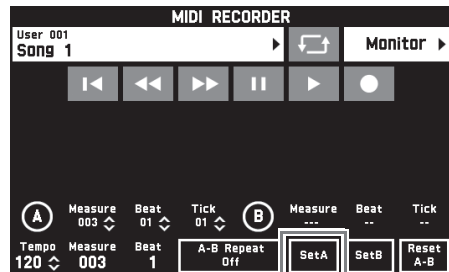 MIDI RECORDER
User 001
Song 1
Monitor
A Measure Beat Tick B Measure Beat Tick
003 01 01 --- -- --
Tempo Measure Beat A-B Repeat SetA SetB Reset
120 003 1 Off A-B